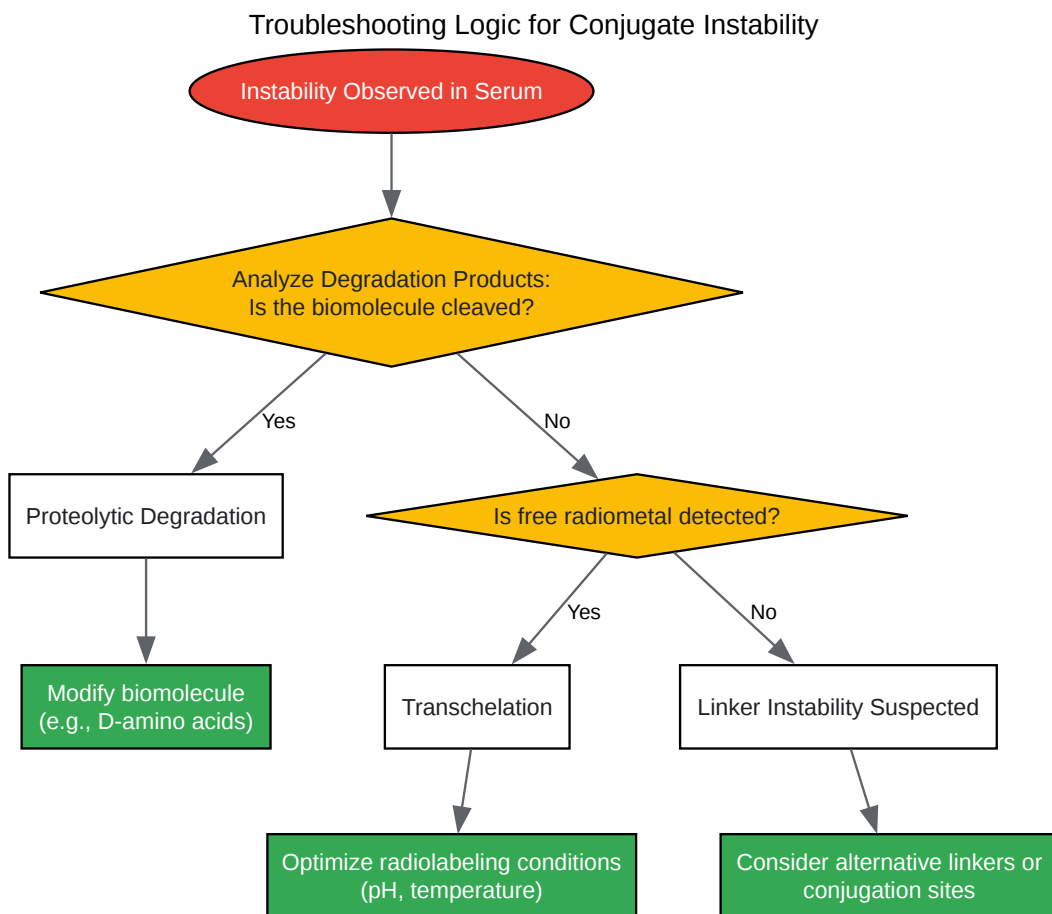 Troubleshooting Logic for Conjugate Instability
Instability Observed in Serum
Analyze Degradation Products:
Is the biomolecule cleaved?
Yes
No
Proteolytic Degradation
Is free radiometal detected?
Yes
No
Modify biomolecule
(e.g., D-amino acids)
Transchelation
Linker Instability Suspected
Optimize radiolabeling conditions
(pH, temperature)
Consider alternative linkers or
conjugation sites